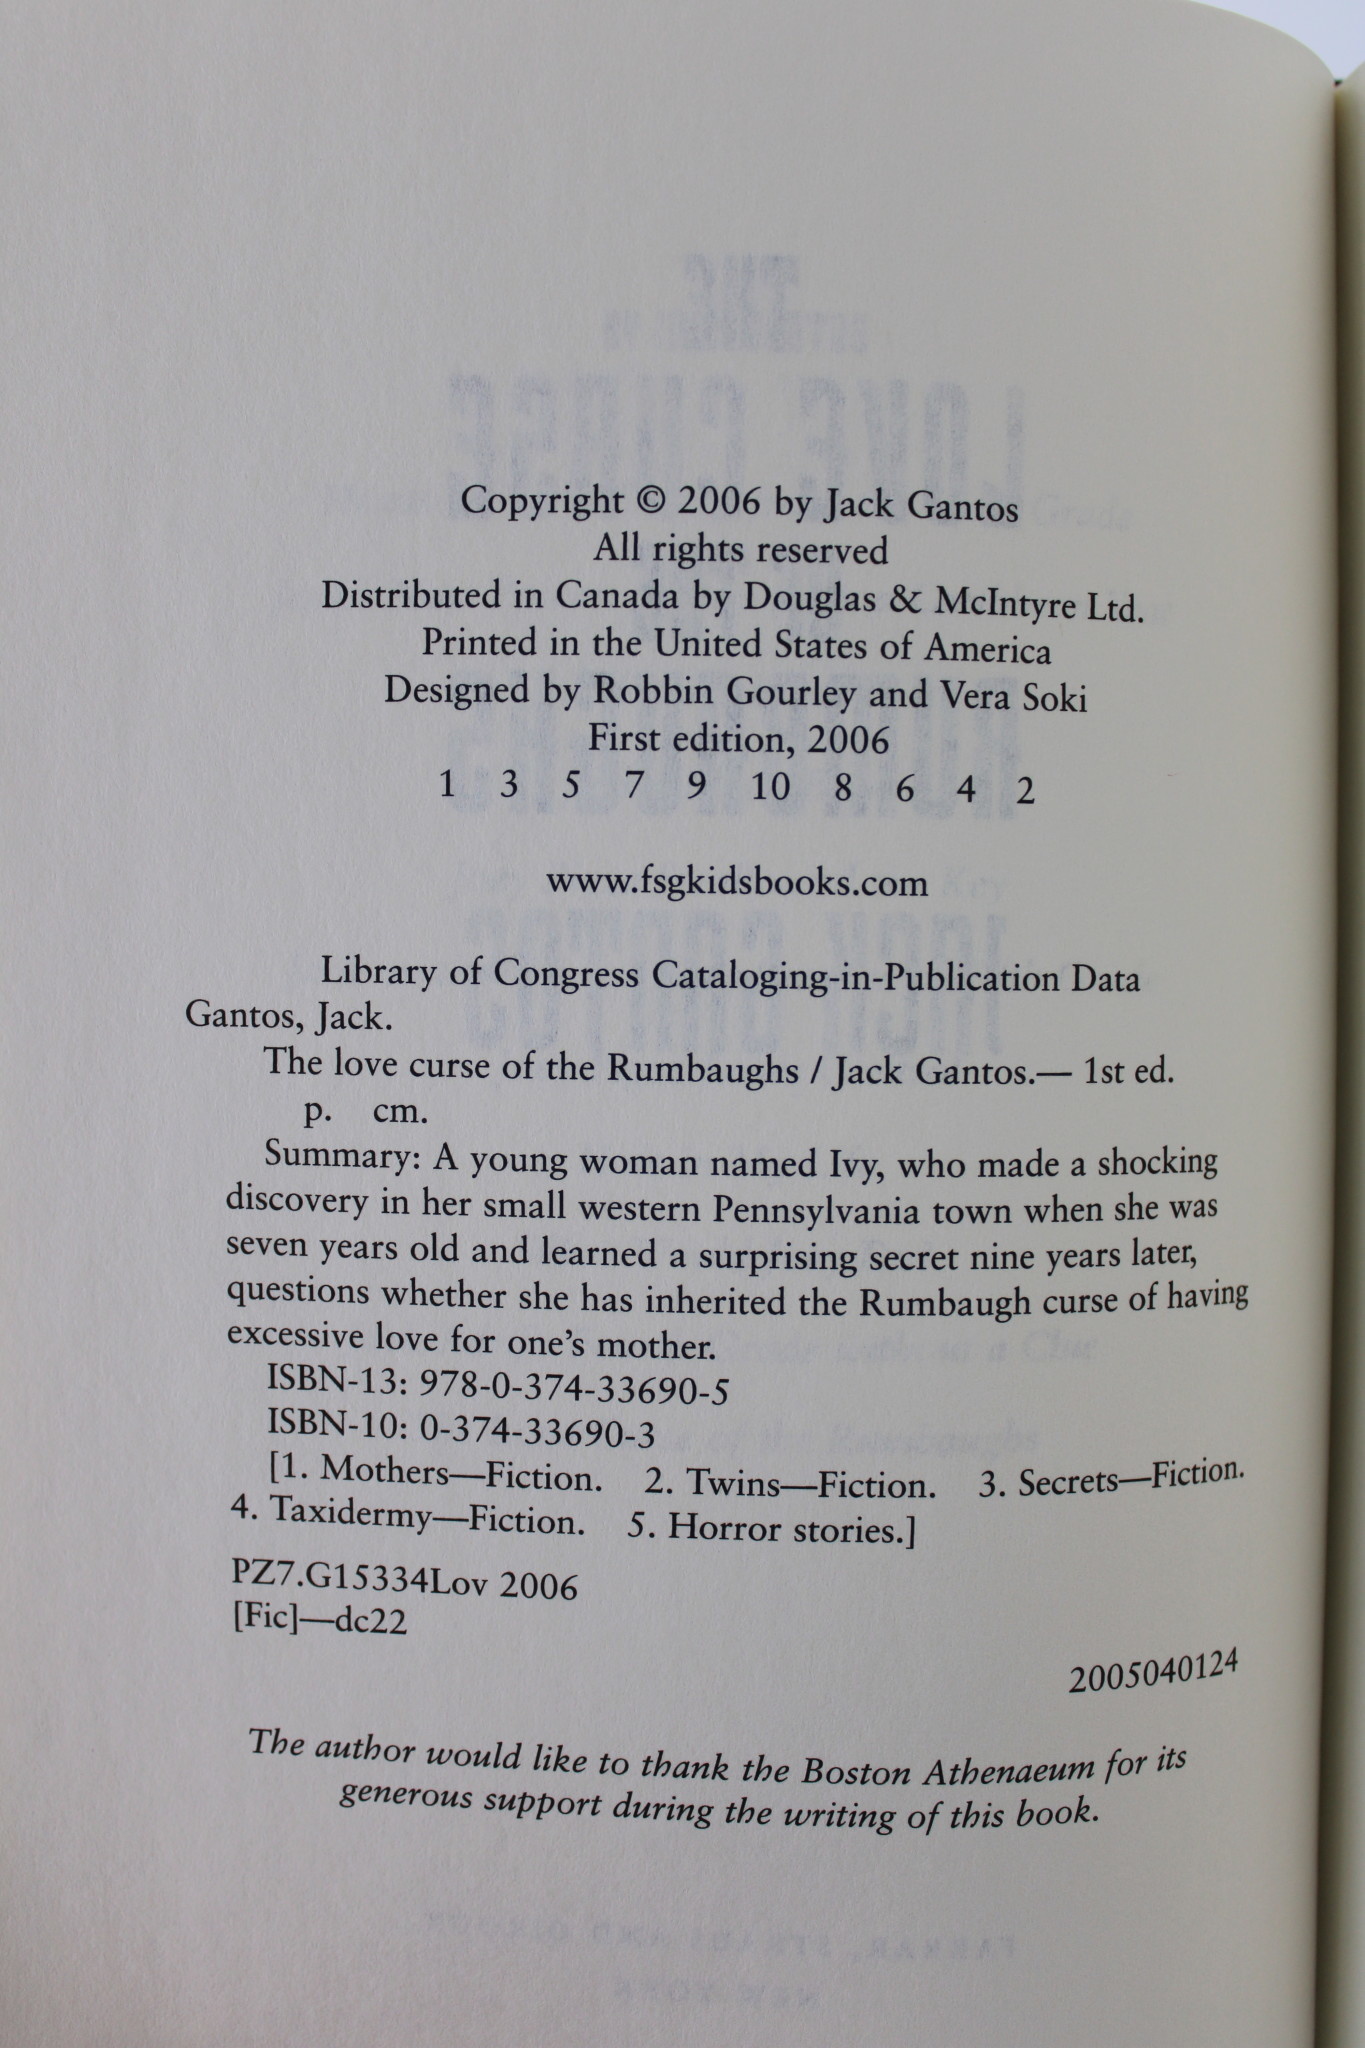 Copyright © 2006 by Jack Gantos
All rights reserved
Distributed in Canada by Douglas & McIntyre Ltd.
Printed in the United States of America
Designed by Robbin Gourley and Vera Soki
First edition, 2006
1 3 5 7 9 10 8 6 4 2
www.fsgkidsbooks.com
Library of Congress Cataloging-in-Publication Data
Gantos, Jack.
The love curse of the Rumbaughs / Jack Gantos.— 1st ed.
p. cm.
Summary: A young woman named Ivy, who made a shocking
discovery in her small western Pennsylvania town when she was
seven years old and learned a surprising secret nine years later,
questions whether she has inherited the Rumbaugh curse of having
excessive love for one's mother.
ISBN-13: 978-0-374-33690-5
ISBN-10: 0-374-33690-3
[1. Mothers—Fiction. 2. Twins—Fiction. 3. Secrets—Fiction.
4. Taxidermy—Fiction. 5. Horror stories.]
PZ7.G15334Lov 2006
[Fic]—dc22
2005040124
The author would like to thank the Boston Athenaeum for its
generous support during the writing of this book.